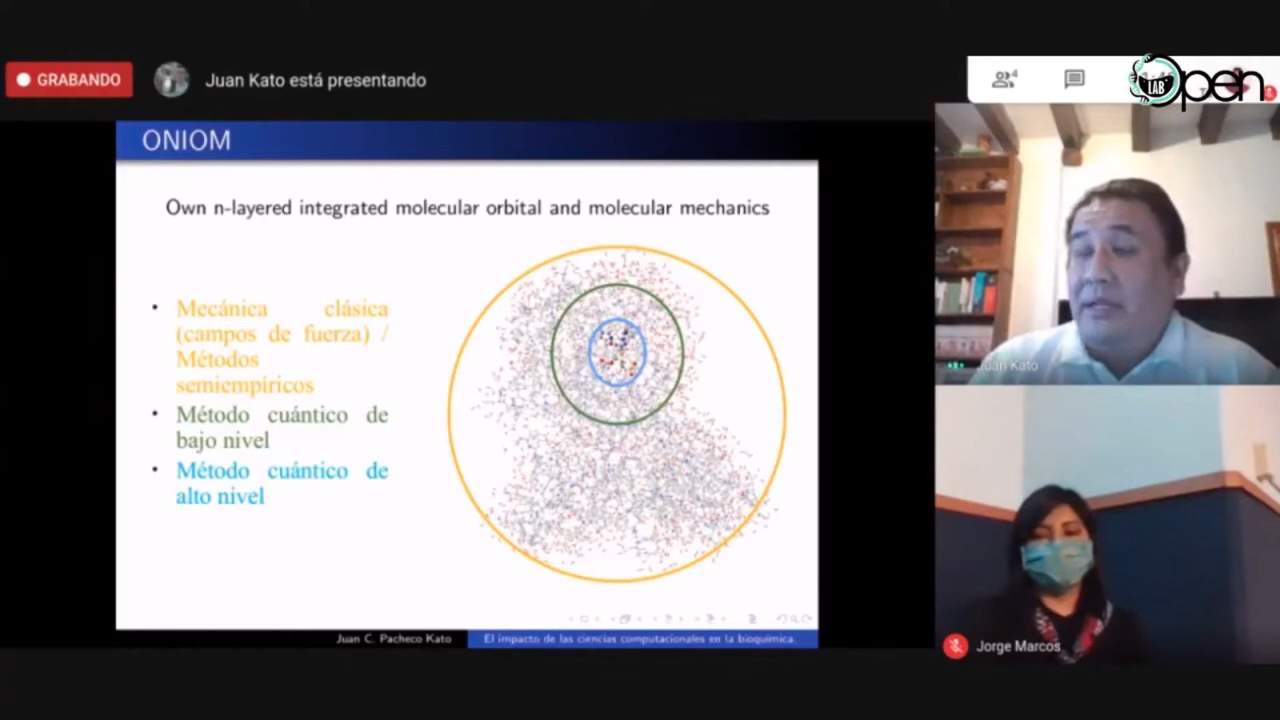 GRABANDO
Juan Kato está presentando
4
LAB
Open
ONIOM
Own n-layered integrated molecular orbital and molecular mechanics
• Mecánica clásica
(campos de fuerza) /
Métodos
semiempíricos
• Método cuántico de
bajo nivel
• Método cuántico de
alto nivel
Juan Kato
Juan C. Pacheco Kato
El impacto de las ciencias computacionales en la bioquímica.
Jorge Marcos